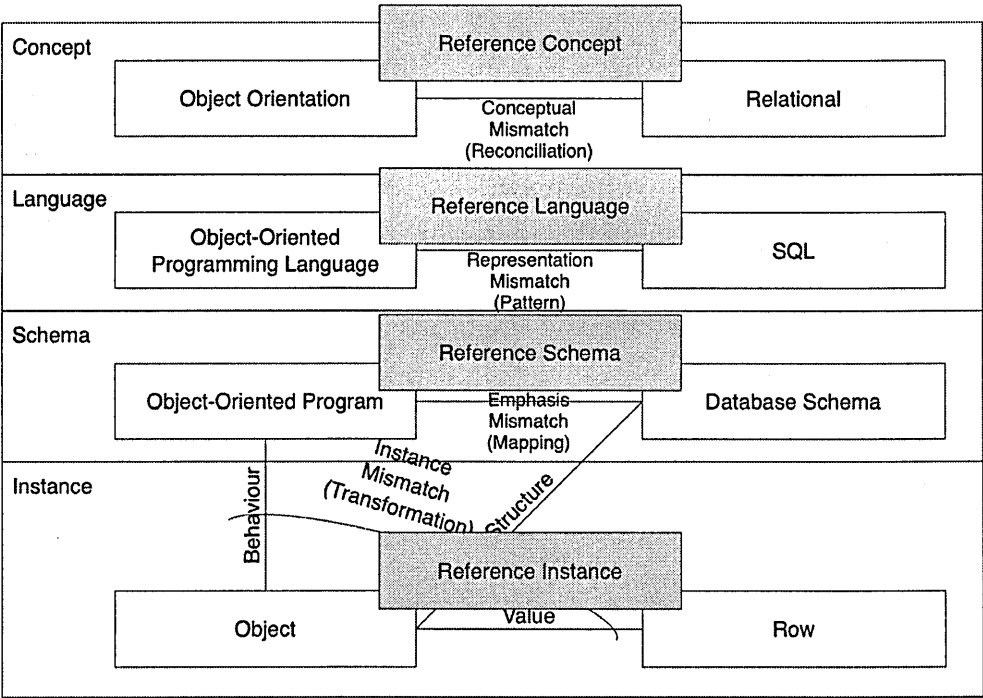 Reference Concept
Concept
Object Orientation
Relational
Conceptual
Mismatch
(Reconciliation)
Reference Language
Language
Object-Oriented
Programming Language
SQL
Representation
Mismatch
(Pattern)
Reference Schema
Schema
Object-Oriented Program
Database Schema
Emphasis
Mismatch
(Mapping)
Instance
Mismatch
(Transformation)
Structure
Instance
Behaviour
Reference Instance
Object
Value
Row